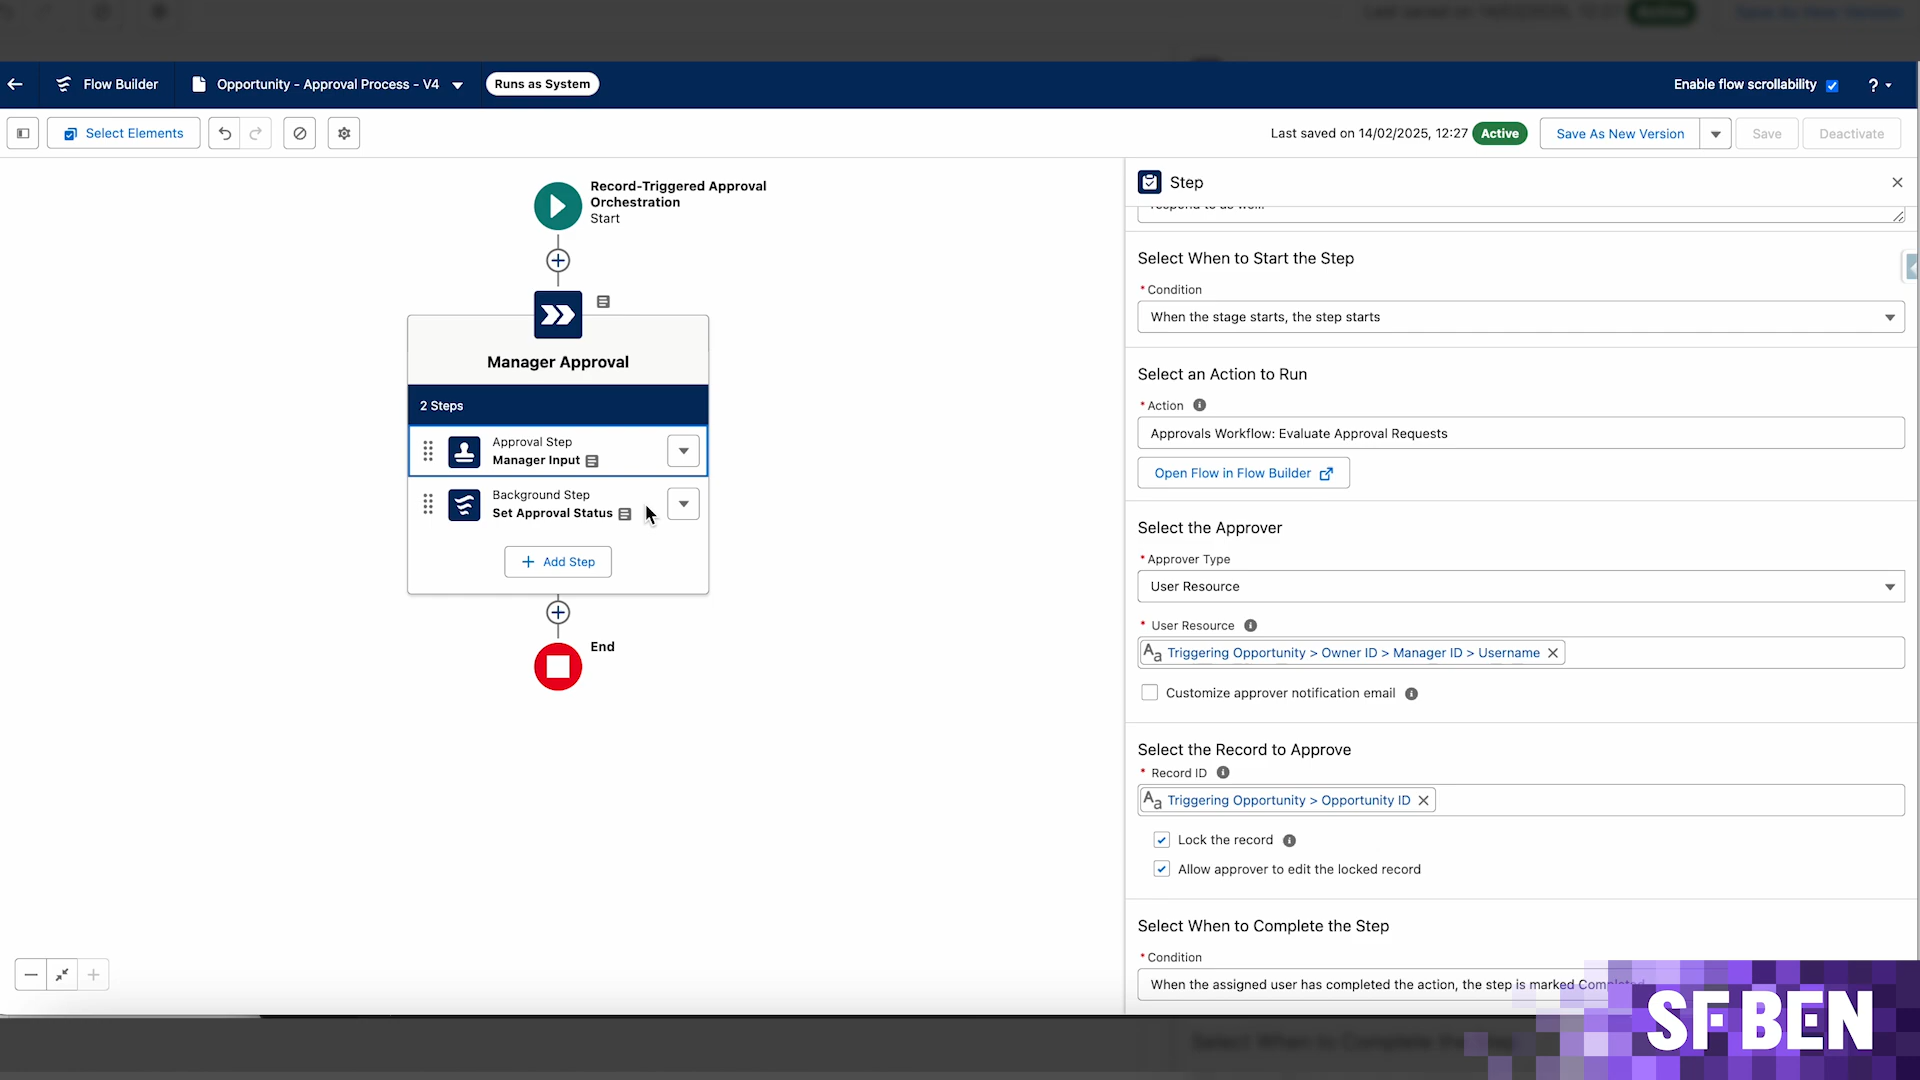 Flow Builder
Opportunity - Approval Process - V4
Runs as System
Enable flow scrollability
?
Select Elements
Last saved on 14/02/2025, 12:27
Active
Save As New Version
Save
Deactivate
Record-Triggered Approval
Orchestration
Start
Manager Approval
2 Steps
Approval Step
Manager Input
Background Step
Set Approval Status
Add Step
End
Step
respond to as well.
Select When to Start the Step
* Condition
When the stage starts, the step starts
Select an Action to Run
* Action
Approvals Workflow: Evaluate Approval Requests
Open Flow in Flow Builder
Select the Approver
* Approver Type
User Resource
* User Resource
Aa Triggering Opportunity > Owner ID > Manager ID > Username
Customize approver notification email
Select the Record to Approve
* Record ID
Aa Triggering Opportunity > Opportunity ID
Lock the record
Allow approver to edit the locked record
Select When to Complete the Step
* Condition
When the assigned user has completed the action, the step is marked Completed
SF BEN